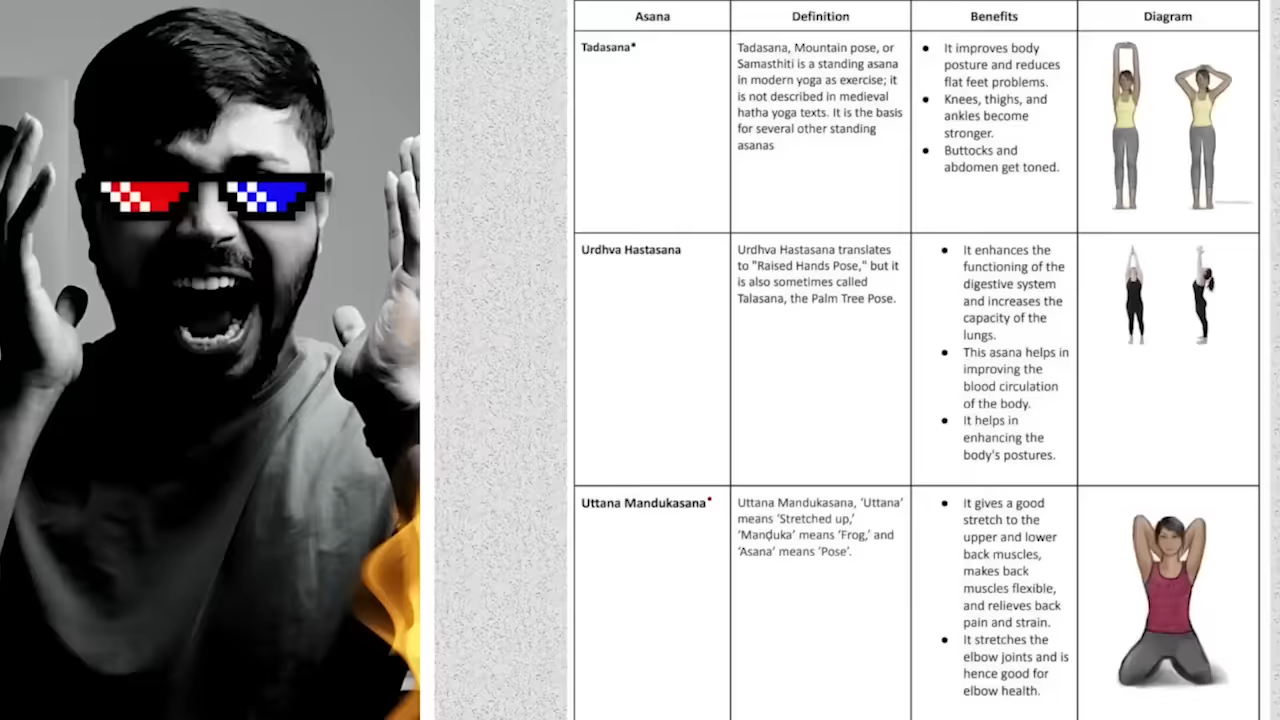 Asana Definition Benefits Diagram
Tadasana*
Tadasana, Mountain pose, or
Samasthiti is a standing asana
in modern yoga as exercise; it
is not described in medieval
hatha yoga texts. It is the basis
for several other standing
asanas
● It improves body
posture and reduces
flat feet problems.
● Knees, thighs, and
ankles become
stronger.
● Buttocks and
abdomen get toned.
Urdhva Hastasana
Urdhva Hastasana translates
to "Raised Hands Pose," but it
is also sometimes called
Talasana, the Palm Tree Pose.
● It enhances the
functioning of the
digestive system
and increases the
capacity of the
lungs.
● This asana helps in
improving the
blood circulation
of the body.
● It helps in
enhancing the
body's postures.
Uttana Mandukasana*
Uttana Mandukasana, ‘Uttana’
means ‘Stretched up,’
‘Manḍuka’ means ‘Frog,’ and
‘Asana’ means ‘Pose’.
● It gives a good
stretch to the
upper and lower
back muscles,
makes back
muscles flexible,
and relieves back
pain and strain.
● It stretches the
elbow joints and is
hence good for
elbow health.